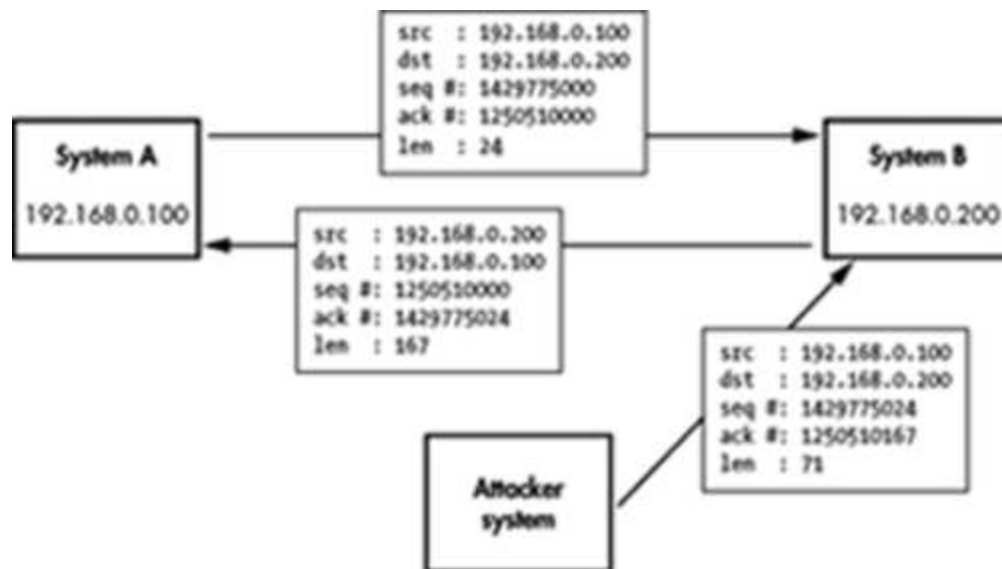 src : 192.168.0.100
dst : 192.168.0.200
seq #: 1429775000
ack #: 1250510000
len : 24
System A
192.168.0.100
System B
192.168.0.200
src : 192.168.0.200
dst : 192.168.0.100
seq #: 1250510000
ack #: 1429775024
len : 167
src : 192.168.0.100
dst : 192.168.0.200
seq #: 1429775024
ack #: 1250510167
len : 71
Attacker
system